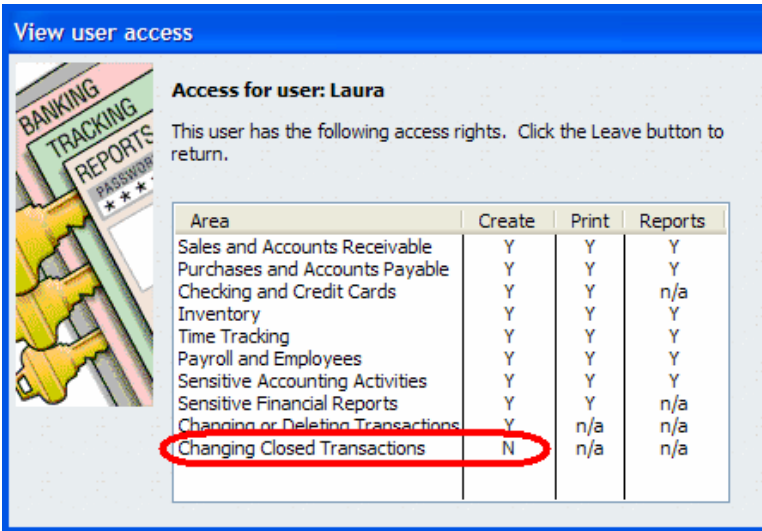 View user access
BANKING
TRACKING
REPORTS
PASSWOR
* * *
Access for user: Laura
This user has the following access rights. Click the Leave button to
return.
Area Create Print Reports
Sales and Accounts Receivable Y Y Y
Purchases and Accounts Payable Y Y Y
Checking and Credit Cards Y Y n/a
Inventory Y Y Y
Time Tracking Y Y Y
Payroll and Employees Y Y Y
Sensitive Accounting Activities Y Y Y
Sensitive Financial Reports Y Y n/a
Changing or Deleting Transactions Y n/a n/a
Changing Closed Transactions N n/a n/a